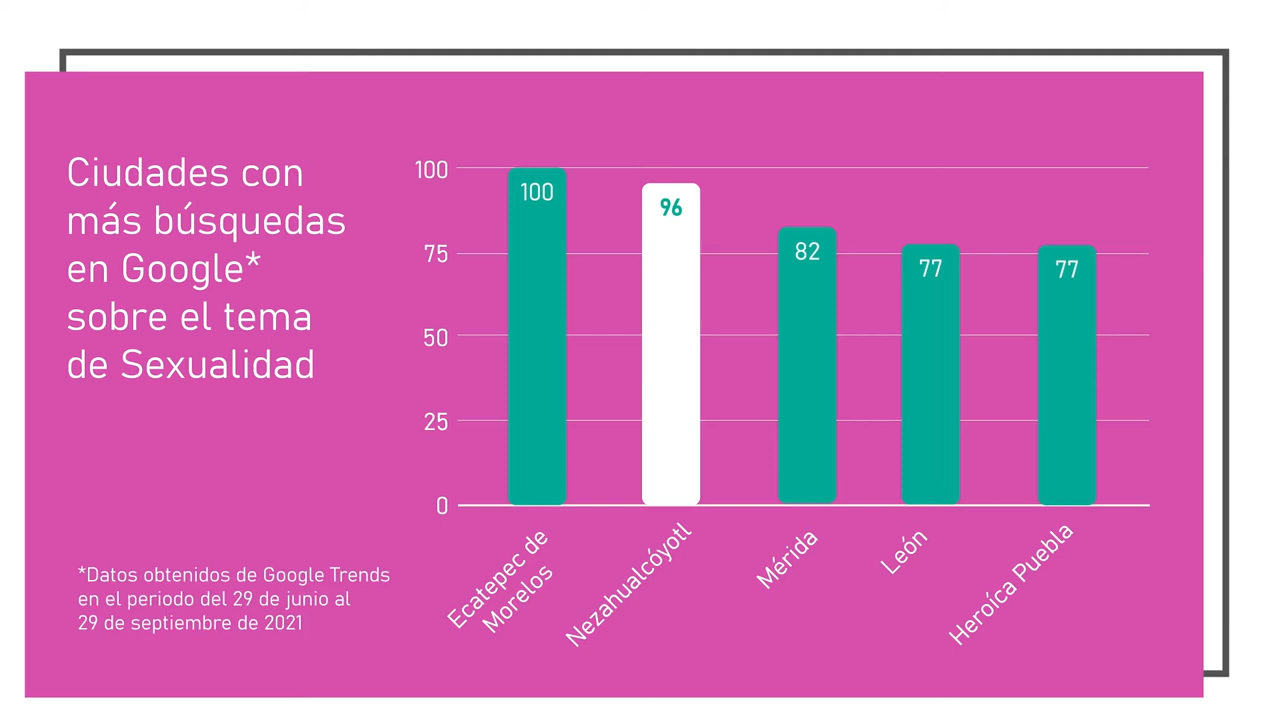 Ciudades con
más búsquedas
en Google*
sobre el tema
de Sexualidad
100
75
50
25
0
100
96
82
77
77
Ecatepec de
Morelos
Nezahualcóyotl
Mérida
León
Heroíca Puebla
*Datos obtenidos de Google Trends
en el periodo del 29 de junio al
29 de septiembre de 2021